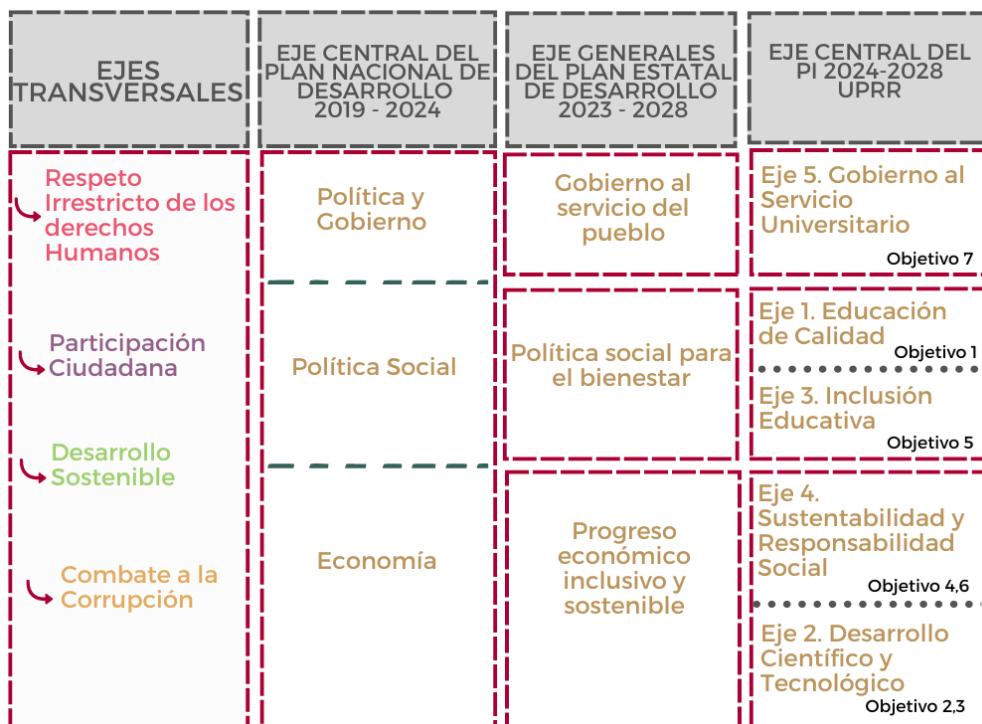 EJES
TRANSVERSALES
EJE CENTRAL DEL
PLAN NACIONAL DE
DESARROLLO
2019 - 2024
EJE GENERALES
DEL PLAN ESTATAL
DE DESARROLLO
2023 - 2028
EJE CENTRAL DEL
PI 2024-2028
UPRR
Respeto
Irrestricto de los
derechos
Humanos
Participación
Ciudadana
Desarrollo
Sostenible
Combate a la
Corrupción
Política y
Gobierno
Política Social
Economía
Gobierno al
servicio del
pueblo
Política social para
el bienestar
Progreso
económico
inclusivo y
sostenible
Eje 5. Gobierno al
Servicio
Universitario
Objetivo 7
Eje 1. Educación
de Calidad
Objetivo 1
Eje 3. Inclusión
Educativa
Objetivo 5
Eje 4.
Sustentabilidad y
Responsabilidad
Social
Objetivo 4,6
Eje 2. Desarrollo
Científico y
Tecnológico
Objetivo 2,3